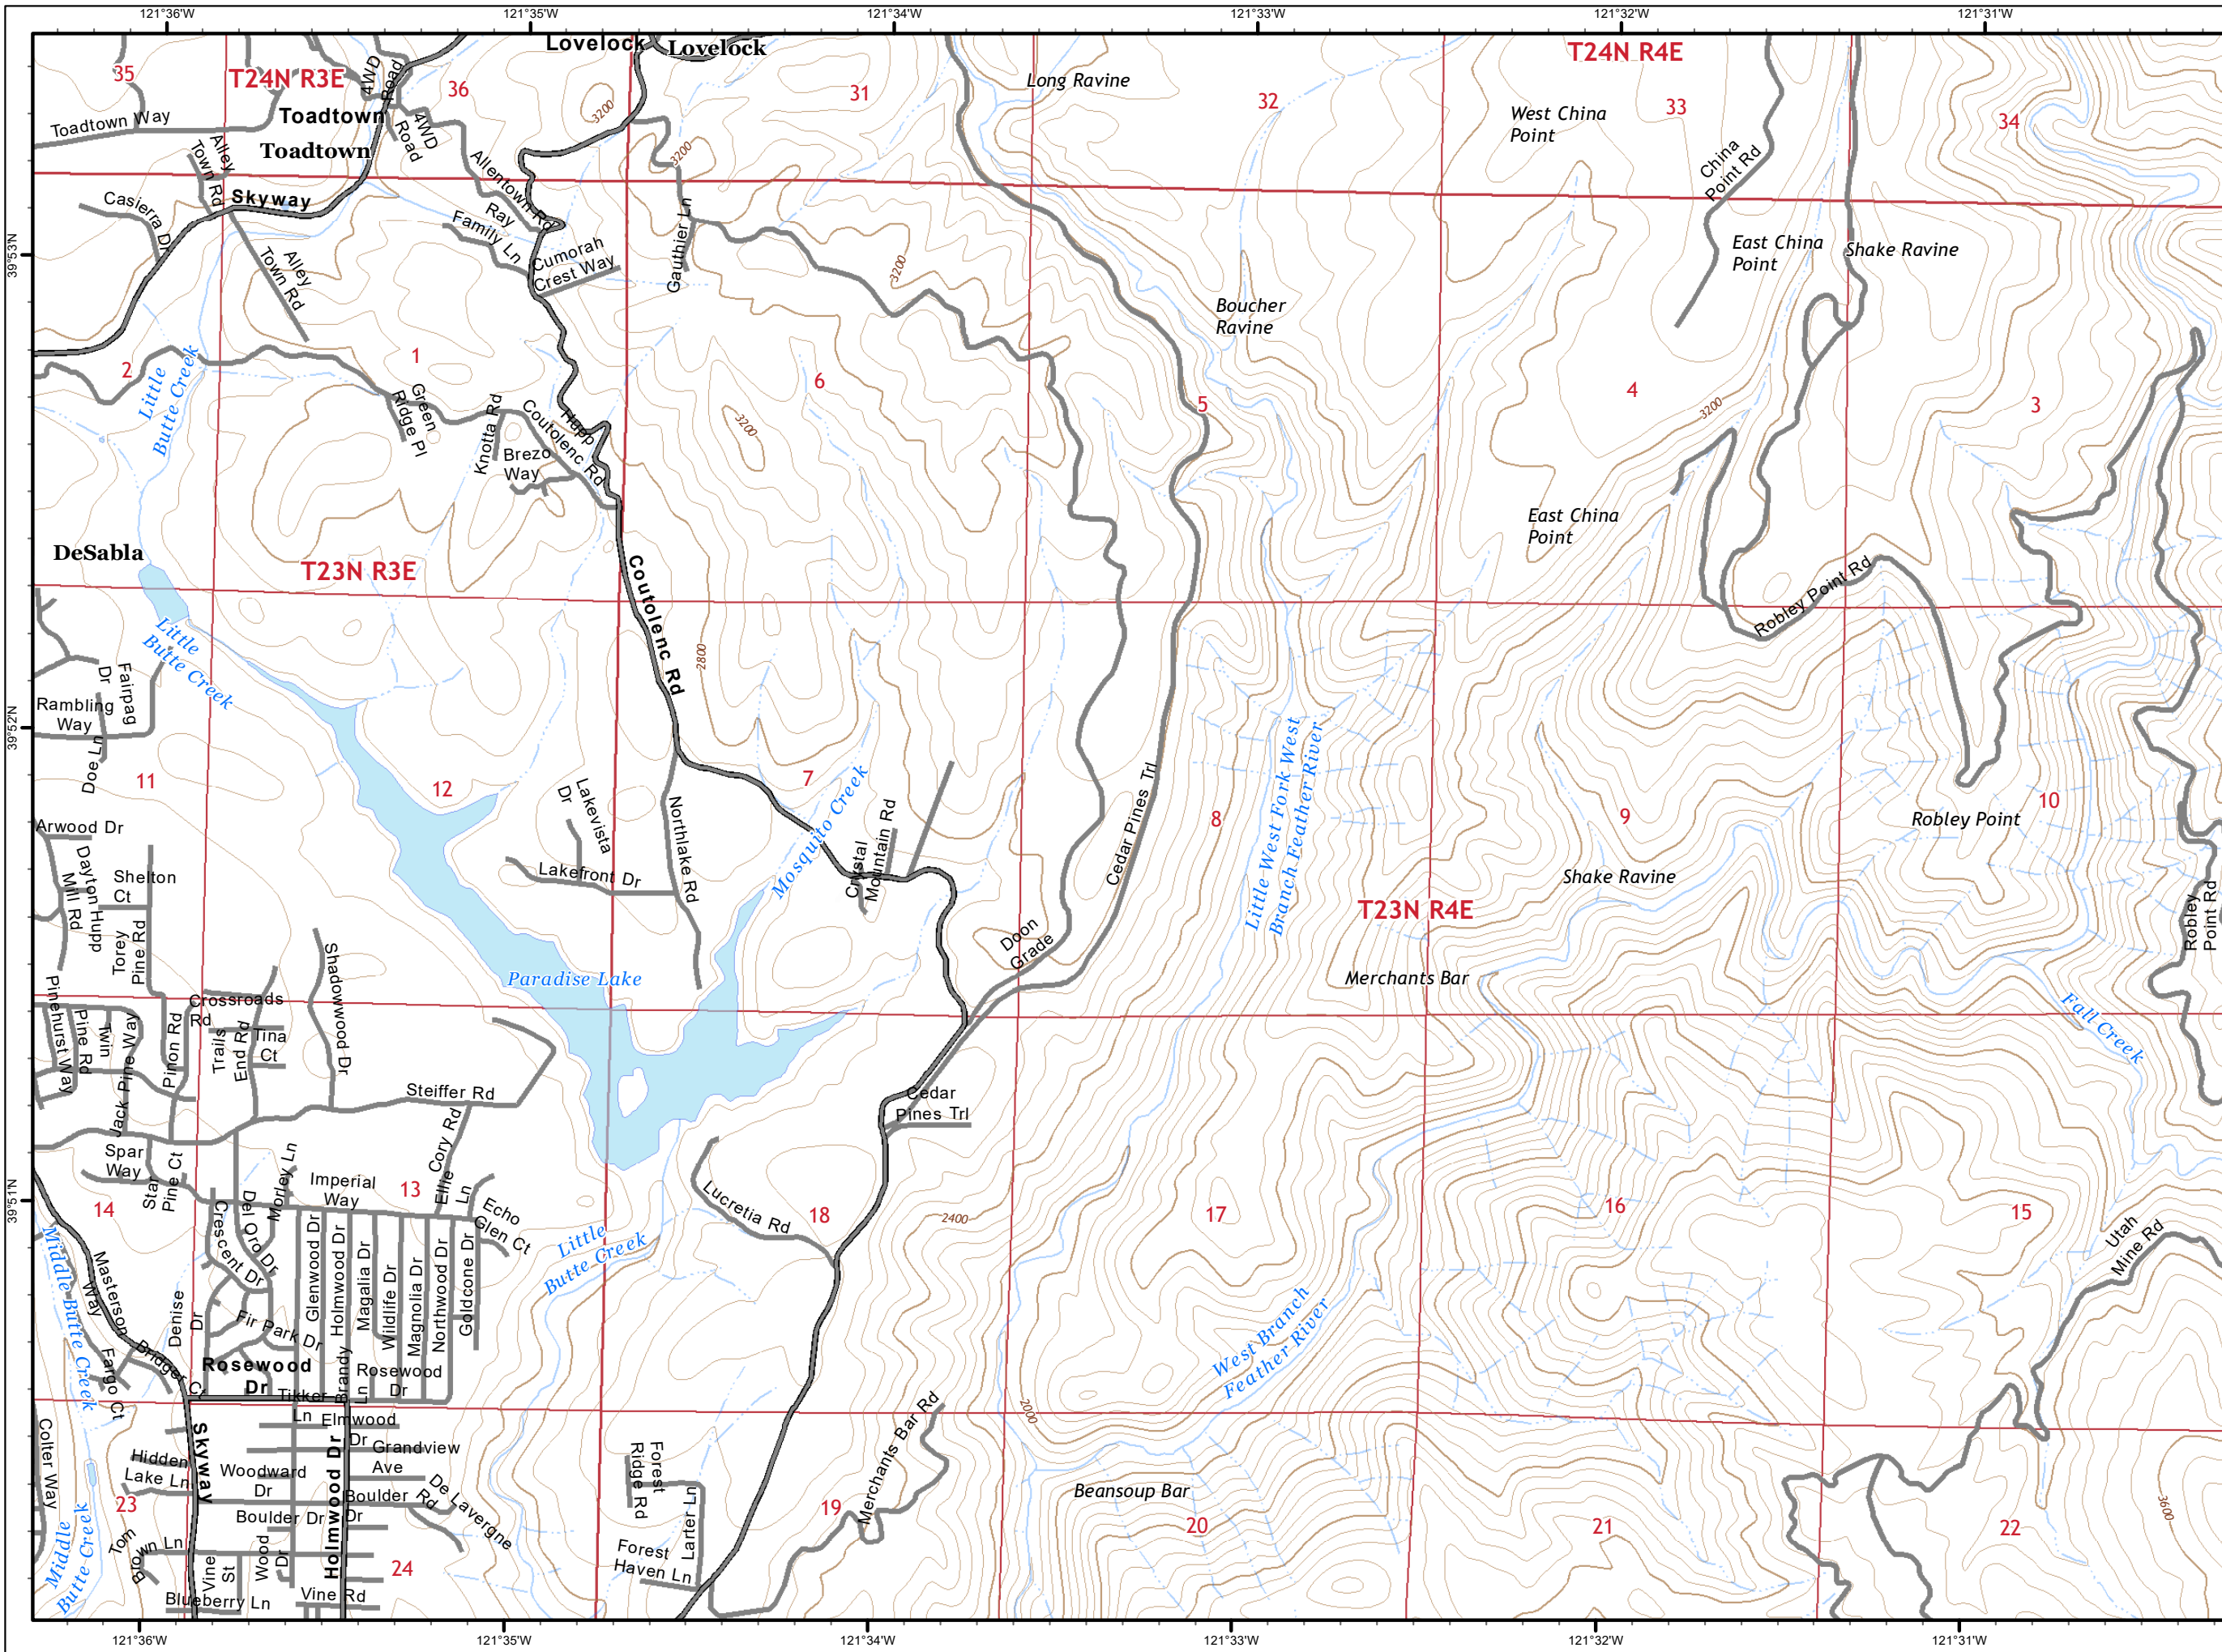 121°36'W
121°35'W
121°34'W
121°33'W
121°32'W
121°31'W
Lovelock
Lovelock
35
T24N R3E
4WD
Road
36
31
Long Ravine
32
T24N R4E
West China
Point
33
34
Toadtown Way
Toadtown
Toadtown
4WD
Road
3200
3200
Alley
Town Rd
Skyway
Allentown Rd
China
Point Rd
Casierra Dr
Ray
Family Ln
Cumorah
Crest Way
Gauthier Ln
3200
East China
Point
Shake Ravine
39°53'N
Alley
Town Rd
Boucher
Ravine
2
1
6
5
4
3
Little
Butte Creek
Green
Ridge Pl
Knotta Rd
Hupp
Coutolenc Rd
Brezo
Way
3200
3200
East China
Point
DeSabla
T23N R3E
Coutolenc Rd
Robley Point Rd
Little
Butte Creek
2800
Fairpag
Dr
Rambling
Way
39°52'N
Doe Ln
11
12
7
8
9
10
Lakevista
Dr
Northlake Rd
Mosquito Creek
Crystal
Mountain Rd
Cedar Pines Trl
Little West Fork West
Branch Feather River
Robley Point
Arwood Dr
Dayton Hupp
Mill Rd
Shelton
Ct
Lakefront Dr
Shake Ravine
T23N R4E
Torey
Pine Rd
Doon
Grade
Robley
Point Rd
Shadowwood Dr
Paradise Lake
Merchants Bar
Fall Creek
Pinehurst Way
Twin
Pine Rd
Jack Pine Way
Pinon Rd
Crossroads
Rd
Trails
End Rd
Tina
Ct
Steiffer Rd
Cedar
Pines Trl
Spar
Way
Star
Pine Ct
Morley Ln
Imperial
Way
13
Ellie Cory Rd
Ln
Echo
Glen Ct
39°51'N
14
Lucretia Rd
18
2400
17
16
15
Utah
Mine Rd
Middle Butte Creek
Masterson
Way
Crescent Dr
Del Oro Dr
Glenwood Dr
Holmwood Dr
Magalia Dr
Wildlife Dr
Magnolia Dr
Northwood Dr
Goldcone Dr
Little
Butte Creek
West Branch
Feather River
Denise
Dr
Fir Park Dr
Fargo Ct
Bridger Ct
Rosewood
Dr
Tikker
Ln
Brandy
Ln
Rosewood
Dr
2000
Colter Way
Skyway
Elmwood
Dr
Grandview
Ave
Hidden
Lake Ln
Woodward
Dr
Holmwood Dr
Boulder
Dr
De Lavergne
Rd
Boulder Dr
Forest
Ridge Rd
Larter Ln
Merchants Bar Rd
Beansoup Bar
23
19
20
21
22
3600
Middle
Butte Creek
Tom
Brown Ln
Vine
St
Wood
Dr
24
Forest
Haven Ln
Blueberry Ln
Vine Rd
121°36'W
121°35'W
121°34'W
121°33'W
121°32'W
121°31'W